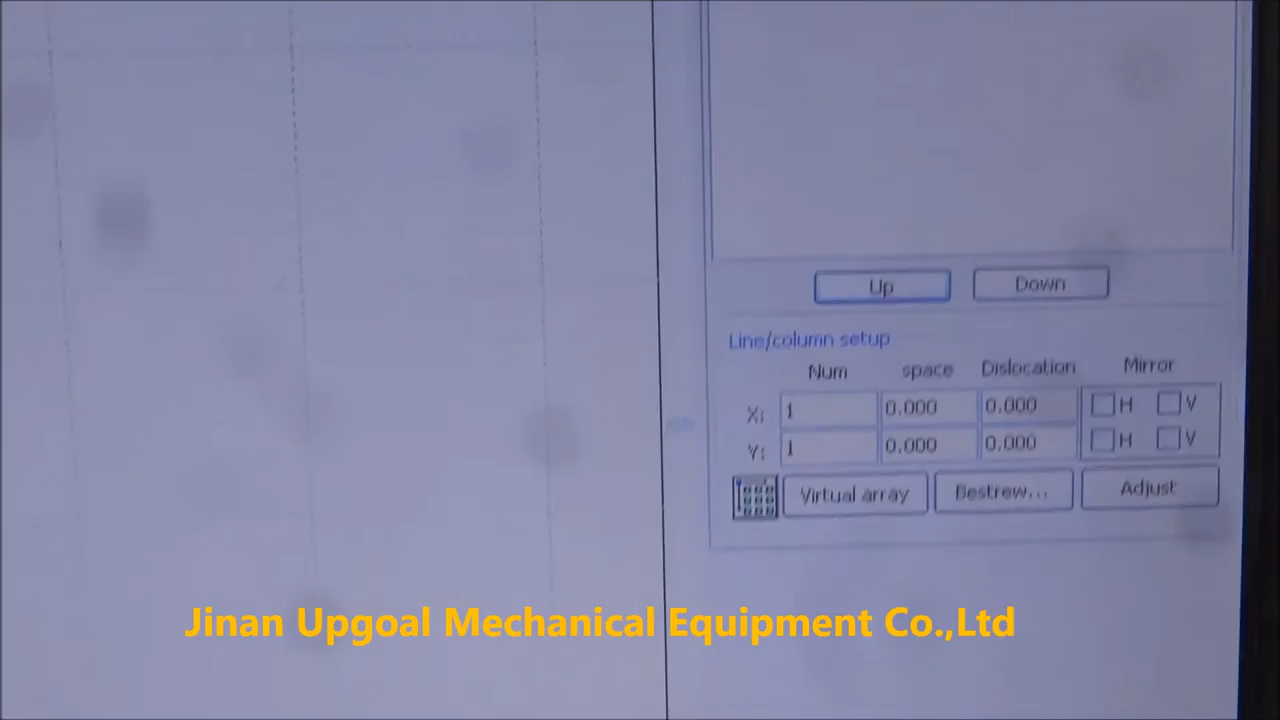 Up Down
Line/column setup
Num space Dislocation Mirror
X: 1 0.000 0.000 H V
Y: 1 0.000 0.000 H V
Virtual array Bestrew... Adjust
Jinan Upgoal Mechanical Equipment Co.,Ltd